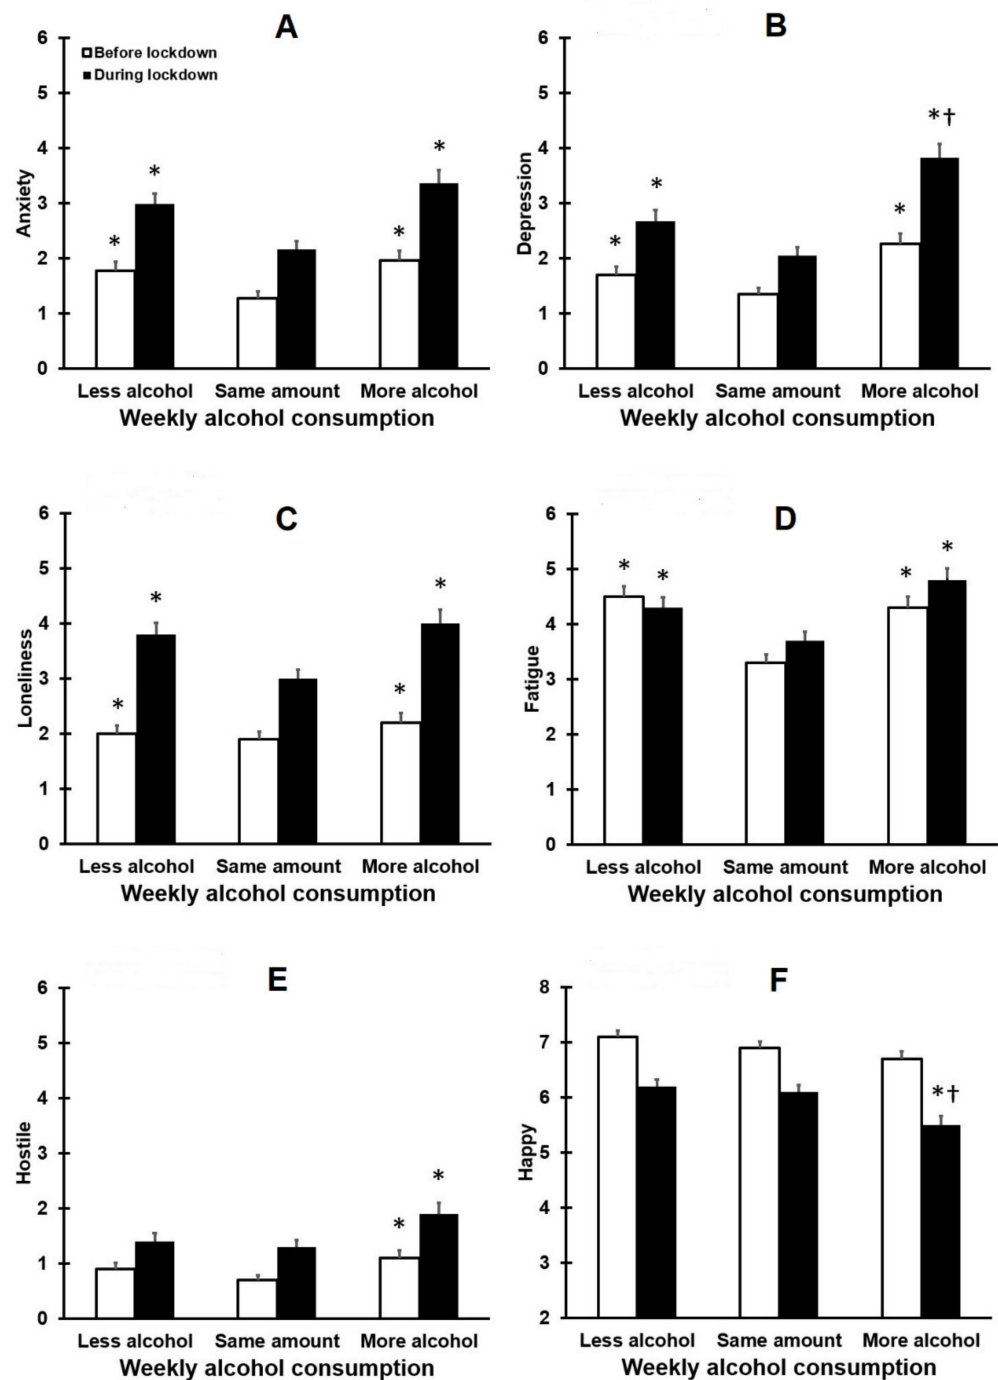 A
6
5
4
3
2
1
0
Anxiety
Before lockdown
During lockdown
*
*
*
*
Less alcohol Same amount More alcohol
Weekly alcohol consumption
B
6
5
4
3
2
1
0
Depression
*
*
*
*†
Less alcohol Same amount More alcohol
Weekly alcohol consumption
C
6
5
4
3
2
1
0
Loneliness
*
*
*
*
Less alcohol Same amount More alcohol
Weekly alcohol consumption
D
6
5
4
3
2
1
0
Fatigue
*
*
*
*
Less alcohol Same amount More alcohol
Weekly alcohol consumption
E
6
5
4
3
2
1
0
Hostile
*
*
Less alcohol Same amount More alcohol
Weekly alcohol consumption
F
8
7
6
5
4
3
2
Happy
*†
Less alcohol Same amount More alcohol
Weekly alcohol consumption